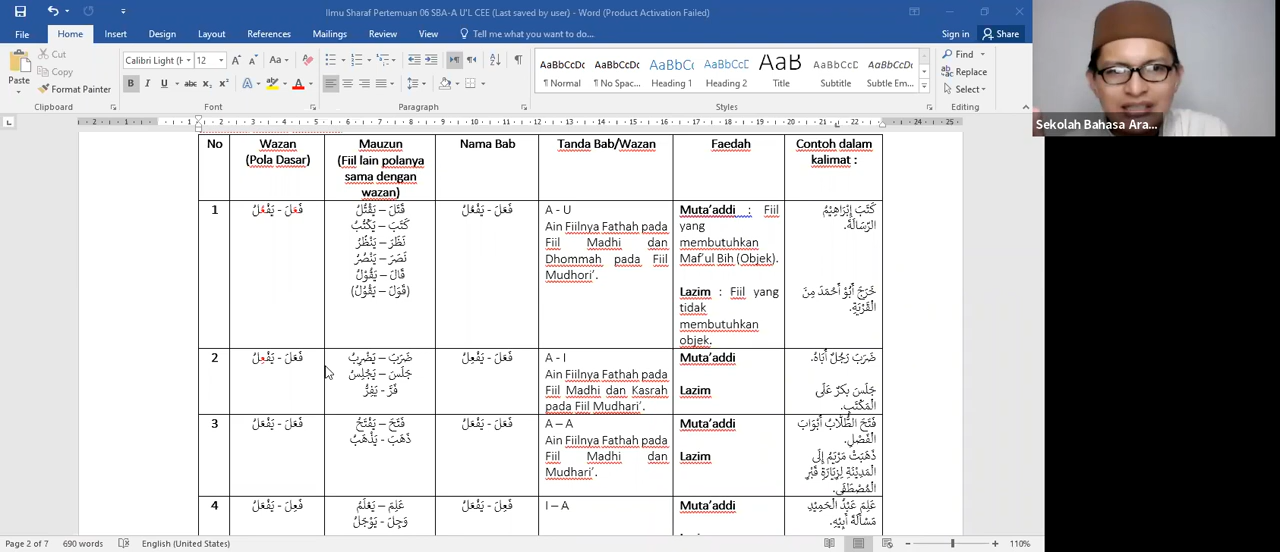 Ilmu Sharaf Pertemuan 06 SBA-A U'L CEE (Last saved by user) - Word (Product Activation Failed)
File Home Insert Design Layout References Mailings Review View Tell me what you want to do... Sign in Share
Cut
Copy
Format Painter
Paste
Calibri Light (H 12
AaBbCcDc AaBbCcDc AaBbCc AaBbCcD AaB AaBbCcD AaBbCcDc
¶ Normal ¶ No Spac... Heading 1 Heading 2 Title Subtitle Subtle Em...
Find
Replace
Select
Clipboard Font Paragraph Styles Editing
Sekolah Bahasa Ara...
No
Wazan
(Pola Dasar)
Mauzun
(Fiil lain polanya
sama dengan
wazan)
Nama Bab
Tanda Bab/Wazan
Faedah
Contoh dalam
kalimat :
1
فَعَلَ - يَفْعُلُ
قَتَلَ – يَقْتُلُ
كَتَبَ – يَكْتُبُ
نَظَرَ – يَنْظُرُ
نَصَرَ – يَنْصُرُ
قَالَ – يَقُوْلُ
(قَوَلَ – يَقْوُلُ)
فَعَلَ - يَفْعُلُ
A - U
Ain Fiilnya Fathah pada
Fiil Madhi dan
Dhommah pada Fiil
Mudhori’.
Muta’addi : Fiil
yang
membutuhkan
Maf’ul Bih (Objek).
Lazim : Fiil yang
tidak
membutuhkan
objek.
كَتَبَ إِبْرَاهِيْمُ
الرِّسَالَةَ.
خَرَجَ أَبُوْ أَحْمَدَ مِنَ
الْقَرْيَةِ.
2
فَعَلَ - يَفْعِلُ
ضَرَبَ – يَضْرِبُ
جَلَسَ – يَجْلِسُ
فَرَّ - يَفِرُّ
فَعَلَ - يَفْعِلُ
A - I
Ain Fiilnya Fathah pada
Fiil Madhi dan Kasrah
pada Fiil Mudhari’.
Muta’addi
Lazim
ضَرَبَ رَجُلٌ أَبَاهُ.
جَلَسَ بَكْرٌ عَلَى
الْمَكْتَبِ.
3
فَعَلَ - يَفْعَلُ
فَتَحَ – يَفْتَحُ
ذَهَبَ - يَذْهَبُ
فَعَلَ - يَفْعَلُ
A – A
Ain Fiilnya Fathah pada
Fiil Madhi dan
Mudhari’.
Muta’addi
Lazim
فَتَحَ الطُّلَّابُ أَبْوَابَ
الْفَصْلِ.
ذَهَبَتْ مَرْيَمُ إِلَى
الْمَدِيْنَةِ لِزِيَارَةِ قَبْرِ
الْمُصْطَفَى.
4
فَعِلَ - يَفْعَلُ
عَلِمَ – يَعْلَمُ
وَجِلَ – يَوْجَلُ
فَعِلَ - يَفْعَلُ
I – A
Muta’addi
عَلِمَ عَبْدُ الْحَمِيْدِ
مَسْأَلَةَ أَبِيْهِ.
Page 2 of 7 690 words English (United States) 110%